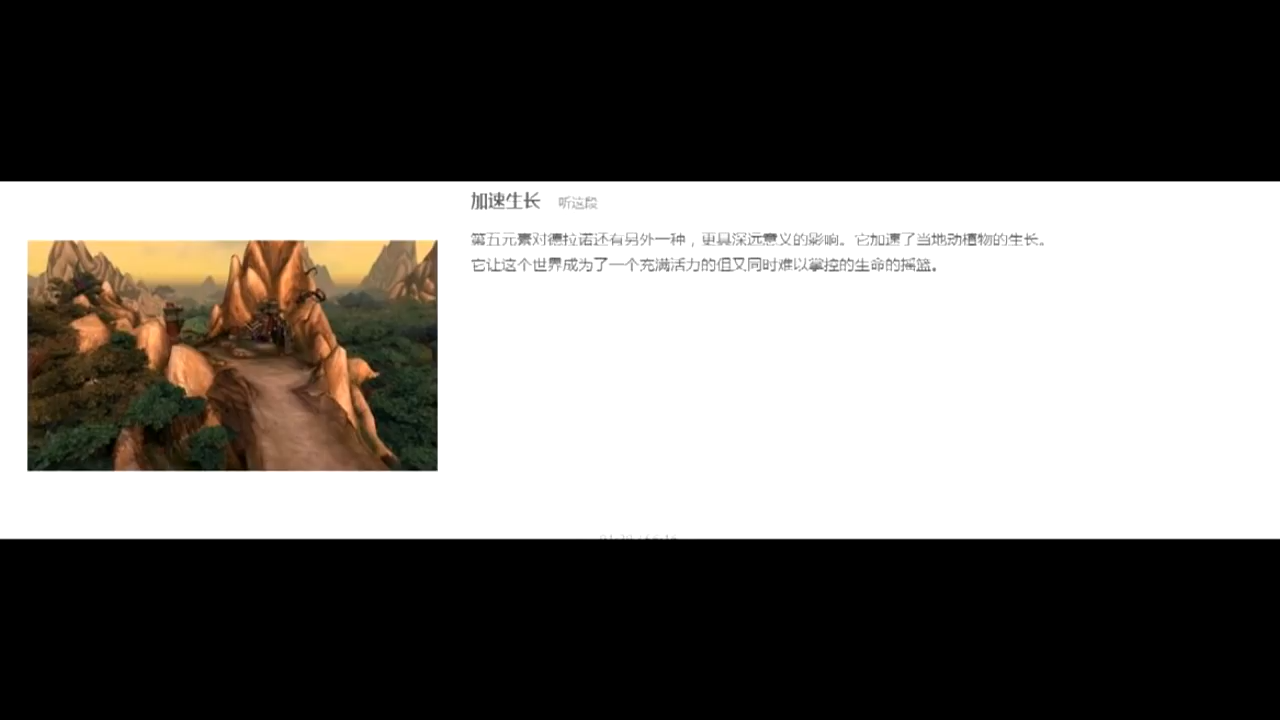 加速生长 听这段
第五元素对德拉诺还有另外一种，更具深远意义的影响。它加速了当地动植物的生长。
它让这个世界成为了一个充满活力的但又同时难以掌控的生命的摇篮。